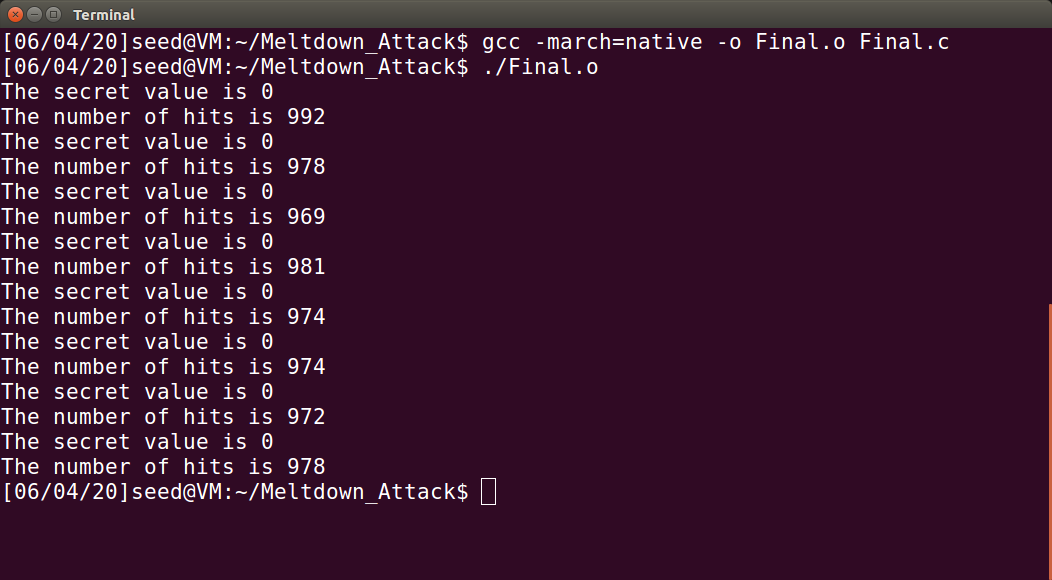 Terminal
[06/04/20]seed@VM:~/Meltdown_Attack$ gcc -march=native -o Final.o Final.c
[06/04/20]seed@VM:~/Meltdown_Attack$ ./Final.o
The secret value is 0
The number of hits is 992
The secret value is 0
The number of hits is 978
The secret value is 0
The number of hits is 969
The secret value is 0
The number of hits is 981
The secret value is 0
The number of hits is 974
The secret value is 0
The number of hits is 974
The secret value is 0
The number of hits is 972
The secret value is 0
The number of hits is 978
[06/04/20]seed@VM:~/Meltdown_Attack$